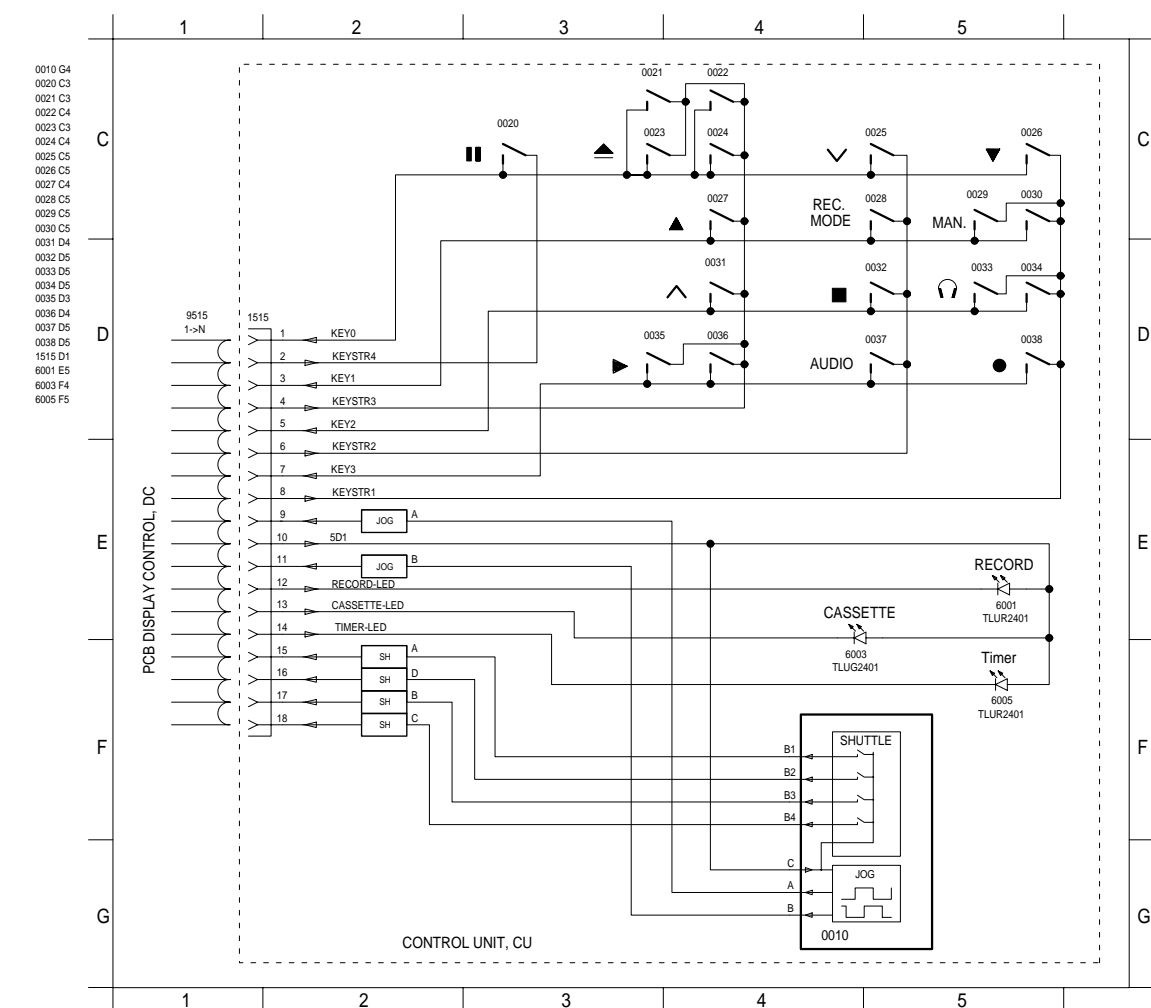 1 2 3 4 5
0010 G4
0020 C3
0021 C3
0022 C4
0023 C3
0024 C4
0025 C5
0026 C5
0027 C4
0028 C5
0029 C5
0030 C5
0031 D4
0032 D5
0033 D5
0034 D5
0035 D3
0036 D4
0037 D5
0038 D5
1515 D1
6001 E5
6003 F4
6005 F5
0021 0022
C C
0020 0023 0024 0025 0026
0027 REC. MODE 0028 MAN. 0029 0030
0031 0032 0033 0034
D D
9515 1->N
1515
0035 0036 AUDIO 0037 0038
1 KEY0
2 KEYSTR4
3 KEY1
4 KEYSTR3
5 KEY2
6 KEYSTR2
7 KEY3
8 KEYSTR1
PCB DISPLAY CONTROL, DC
9 JOG A
E E
10 5D1
11 JOG B
12 RECORD-LED
13 CASSETTE-LED
14 TIMER-LED
15 SH A
16 SH D
17 SH B
18 SH C
RECORD
6001
TLUR2401
CASSETTE
6003
TLUG2401
Timer
6005
TLUR2401
F F
SHUTTLE
B1
B2
B3
B4
C
JOG
A
B
0010
G G
CONTROL UNIT, CU
1 2 3 4 5